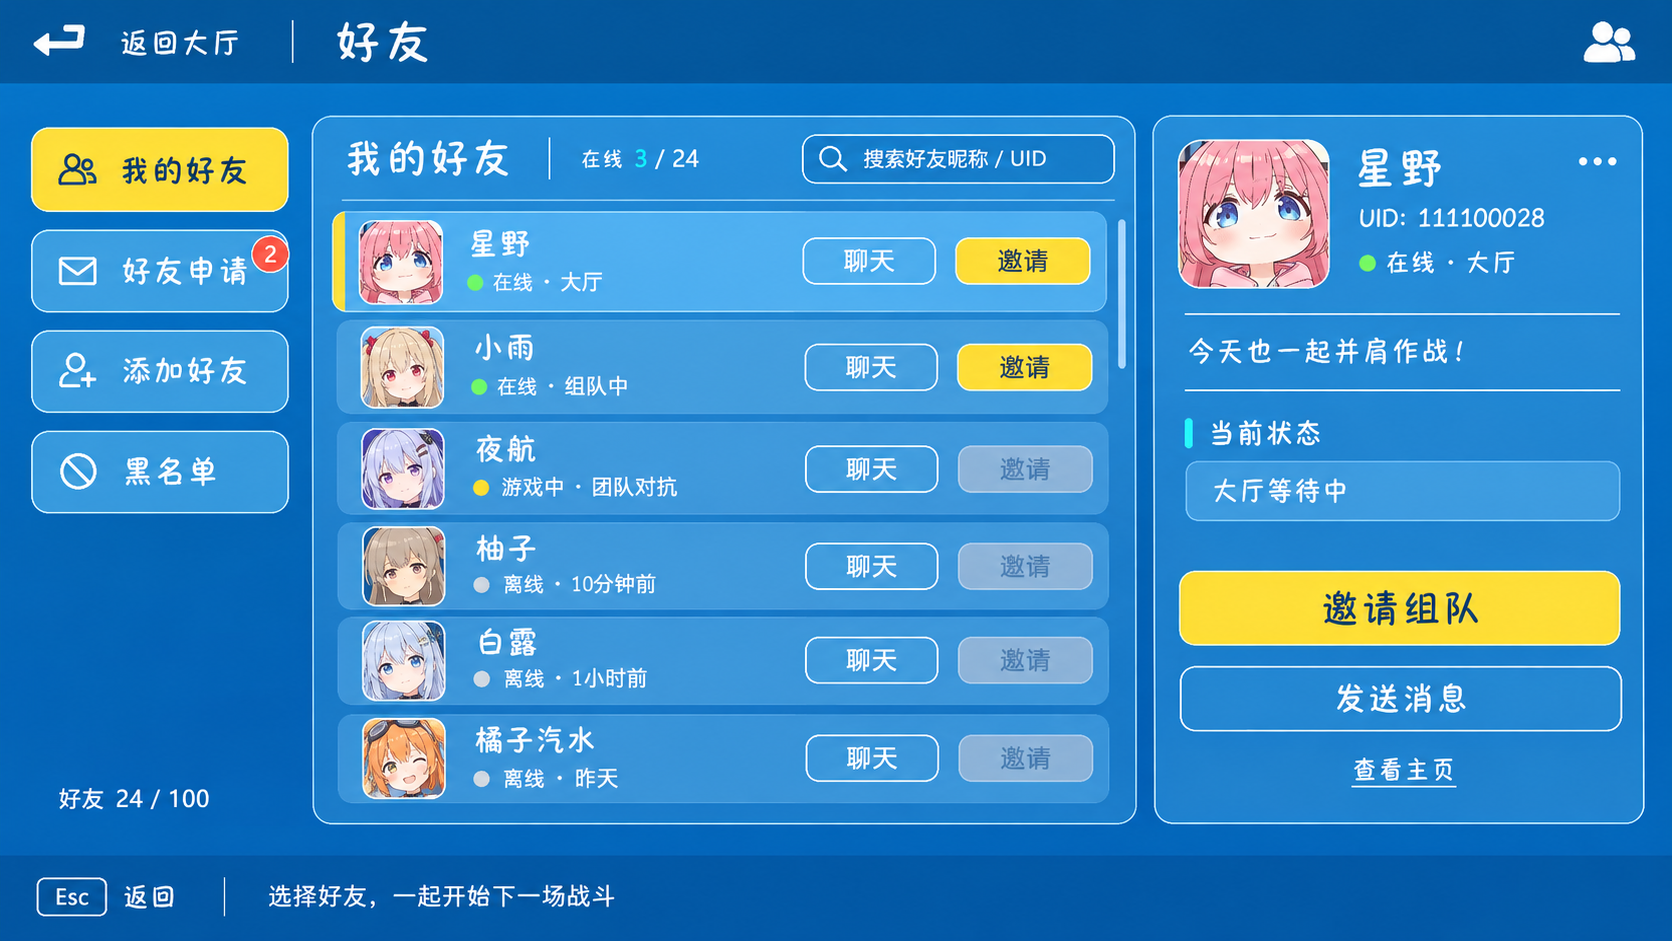 返回大厅
好友
我的好友
好友申请
2
添加好友
黑名单
好友 24 / 100
我的好友
在线 3 / 24
搜索好友昵称 / UID
星野
在线 · 大厅
聊天
邀请
小雨
在线 · 组队中
聊天
邀请
夜航
游戏中 · 团队对抗
聊天
邀请
柚子
离线 · 10分钟前
聊天
邀请
白露
离线 · 1小时前
聊天
邀请
橘子汽水
离线 · 昨天
聊天
邀请
星野
UID: 111100028
在线 · 大厅
今天也一起并肩作战！
当前状态
大厅等待中
邀请组队
发送消息
查看主页
Esc 返回
选择好友，一起开始下一场战斗